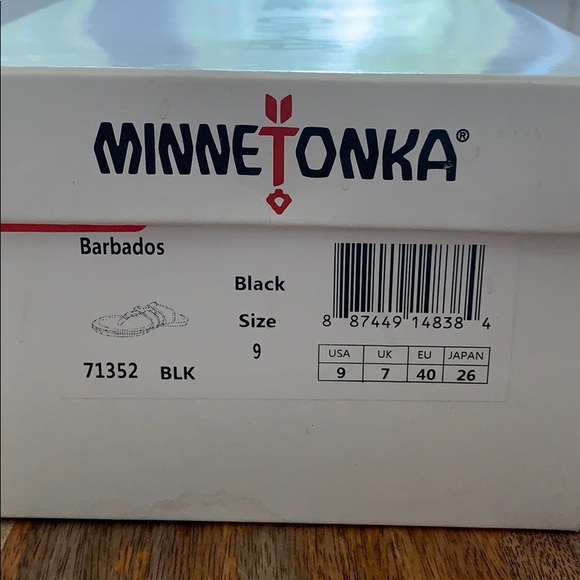 MINNETONKA®
Barbados
Black
Size
9
71352 BLK
8 87449 14838 4
USA UK EU JAPAN
9 7 40 26